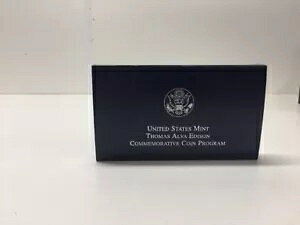 UNITED STATES MINT
THOMAS ALVA EDISON
COMMEMORATIVE COIN PROGRAM